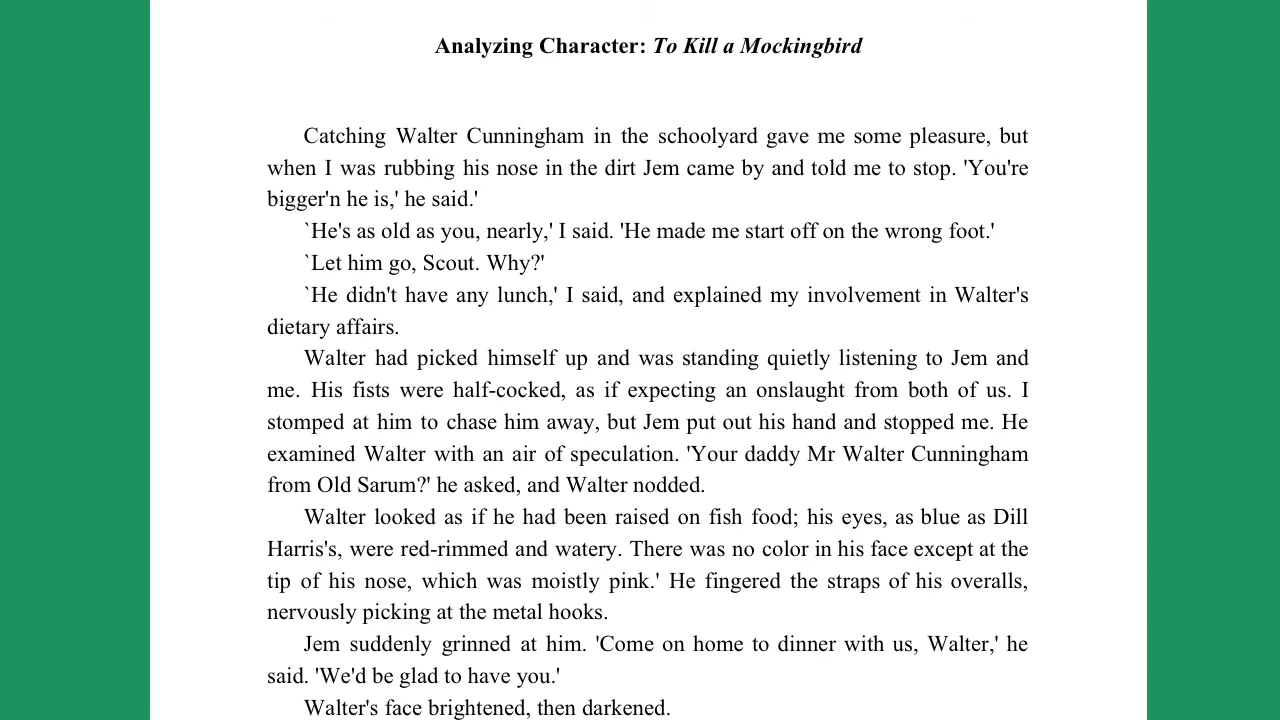 Analyzing Character: To Kill a Mockingbird
Catching Walter Cunningham in the schoolyard gave me some pleasure, but
when I was rubbing his nose in the dirt Jem came by and told me to stop. 'You're
bigger'n he is,' he said.'
`He's as old as you, nearly,' I said. 'He made me start off on the wrong foot.'
`Let him go, Scout. Why?'
`He didn't have any lunch,' I said, and explained my involvement in Walter's
dietary affairs.
Walter had picked himself up and was standing quietly listening to Jem and
me. His fists were half-cocked, as if expecting an onslaught from both of us. I
stomped at him to chase him away, but Jem put out his hand and stopped me. He
examined Walter with an air of speculation. 'Your daddy Mr Walter Cunningham
from Old Sarum?' he asked, and Walter nodded.
Walter looked as if he had been raised on fish food; his eyes, as blue as Dill
Harris's, were red-rimmed and watery. There was no color in his face except at the
tip of his nose, which was moistly pink.' He fingered the straps of his overalls,
nervously picking at the metal hooks.
Jem suddenly grinned at him. 'Come on home to dinner with us, Walter,' he
said. 'We'd be glad to have you.'
Walter's face brightened, then darkened.